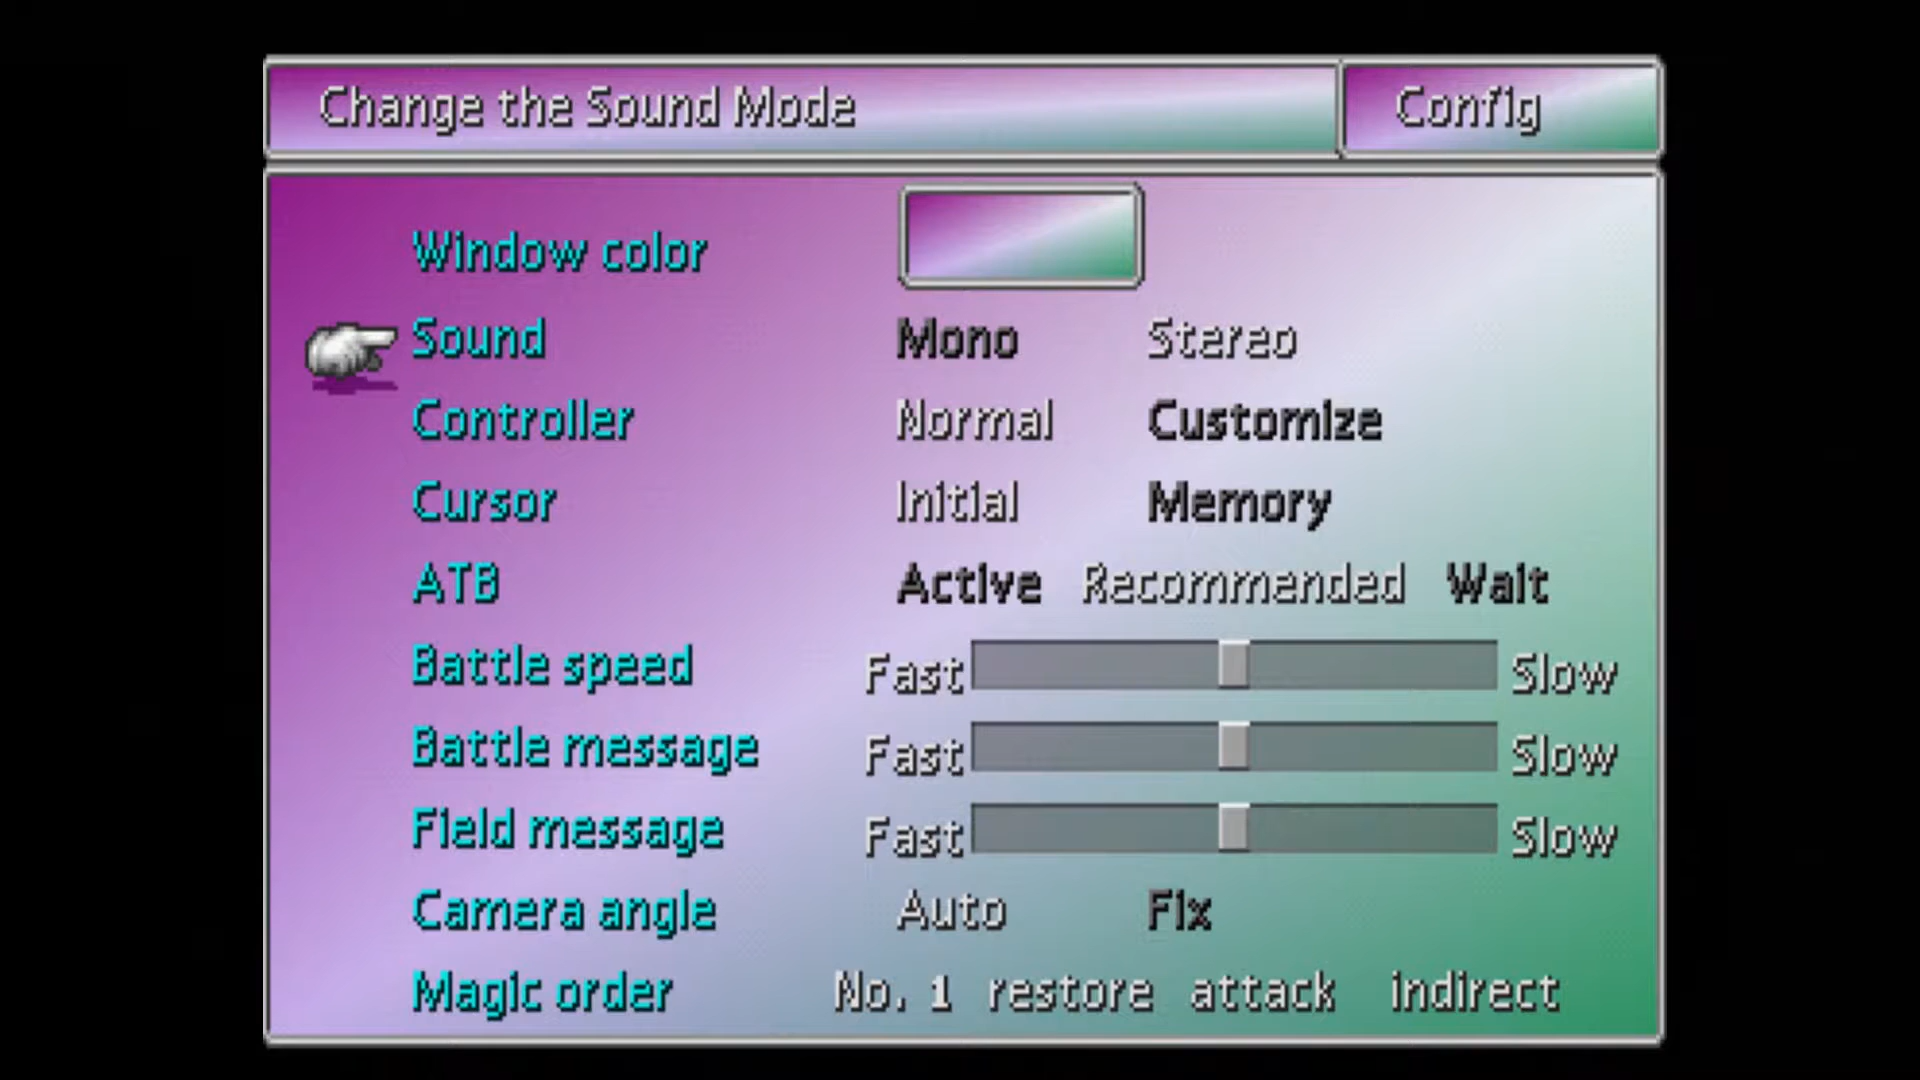 Change the Sound Mode Config
Window color
Sound Mono Stereo
Controller Normal Customize
Cursor Initial Memory
ATB Active Recommended Wait
Battle speed Fast Slow
Battle message Fast Slow
Field message Fast Slow
Camera angle Auto Fix
Magic order No. 1 restore attack indirect